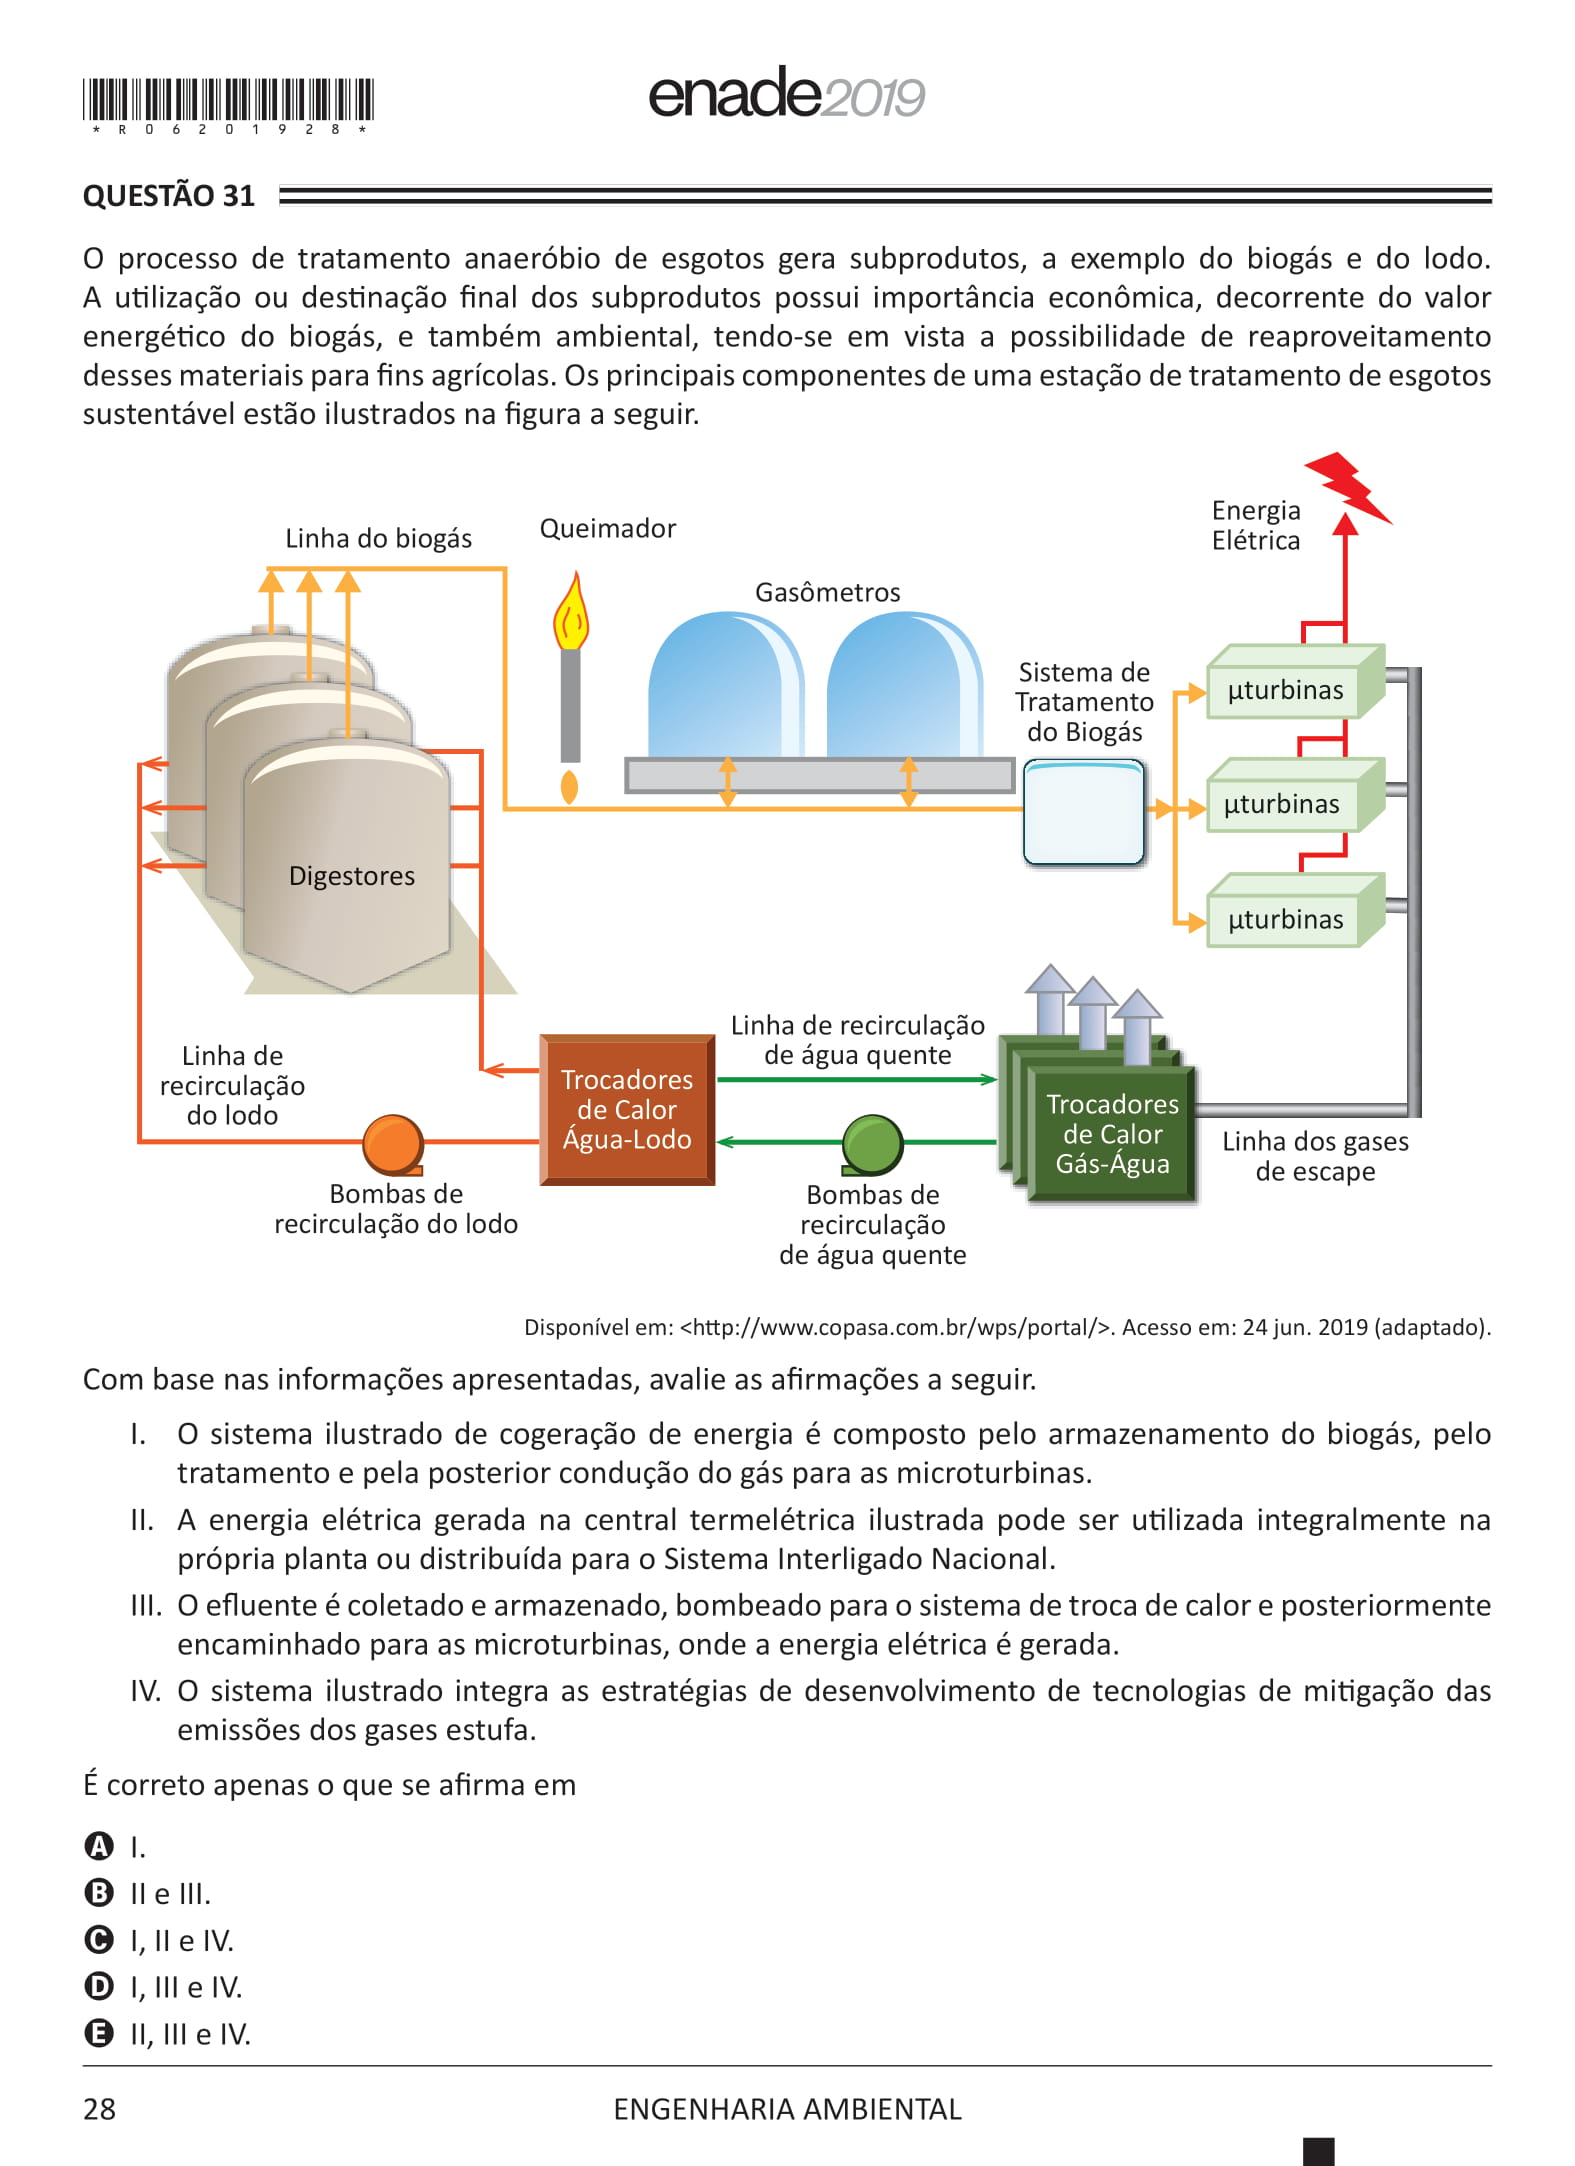 *R06201928*
enade2019
QUESTÃO 31
O processo de tratamento anaeróbio de esgotos gera subprodutos, a exemplo do biogás e do lodo.
A utilização ou destinação final dos subprodutos possui importância econômica, decorrente do valor
energético do biogás, e também ambiental, tendo-se em vista a possibilidade de reaproveitamento
desses materiais para fins agrícolas. Os principais componentes de uma estação de tratamento de esgotos
sustentável estão ilustrados na figura a seguir.
Linha do biogás
Queimador
Gasômetros
Energia
Elétrica
Sistema de
Tratamento
do Biogás
µturbinas
µturbinas
µturbinas
Digestores
Linha de
recirculação
do lodo
Bombas de
recirculação do lodo
Trocadores
de Calor
Água-Lodo
Linha de recirculação
de água quente
Bombas de
recirculação
de água quente
Trocadores
de Calor
Gás-Água
Linha dos gases
de escape
Disponível em: <http://www.copasa.com.br/wps/portal/>. Acesso em: 24 jun. 2019 (adaptado).
Com base nas informações apresentadas, avalie as afirmações a seguir.
I. O sistema ilustrado de cogeração de energia é composto pelo armazenamento do biogás, pelo
tratamento e pela posterior condução do gás para as microturbinas.
II. A energia elétrica gerada na central termelétrica ilustrada pode ser utilizada integralmente na
própria planta ou distribuída para o Sistema Interligado Nacional.
III. O efluente é coletado e armazenado, bombeado para o sistema de troca de calor e posteriormente
encaminhado para as microturbinas, onde a energia elétrica é gerada.
IV. O sistema ilustrado integra as estratégias de desenvolvimento de tecnologias de mitigação das
emissões dos gases estufa.
É correto apenas o que se afirma em
A I.
B II e III.
C I, II e IV.
D I, III e IV.
E II, III e IV.
28
ENGENHARIA AMBIENTAL